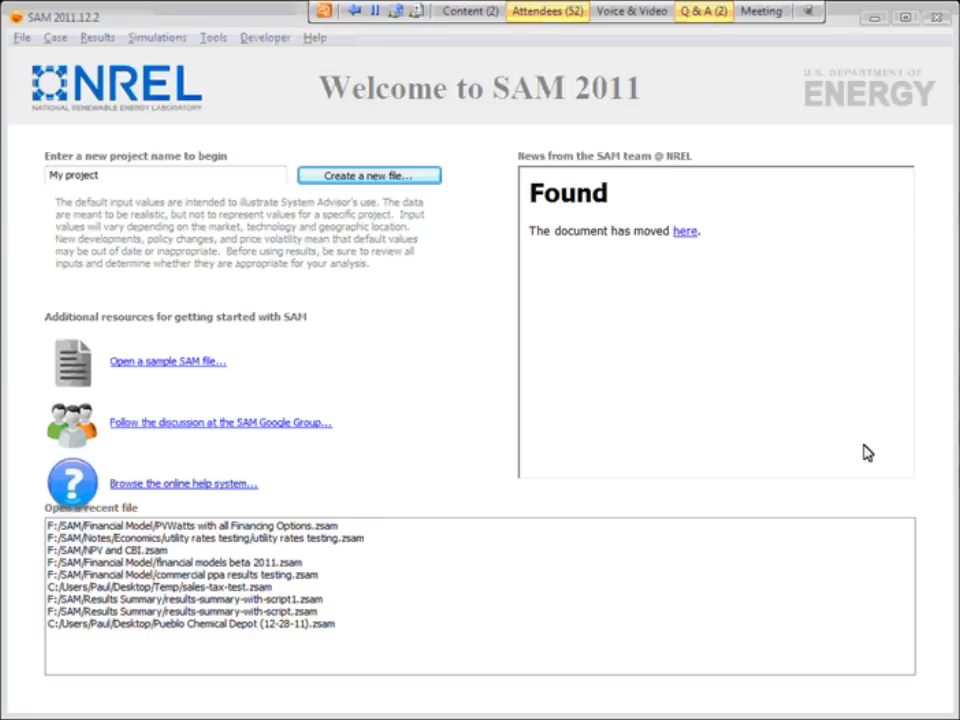 SAM 2011.12.2
Content (2) Attendees (52) Voice & Video Q & A (2) Meeting
File Case Results Simulations Tools Developer Help
NREL
NATIONAL RENEWABLE ENERGY LABORATORY
Welcome to SAM 2011
U.S. DEPARTMENT OF
ENERGY
Enter a new project name to begin
My project
Create a new file...
The default input values are intended to illustrate System Advisor's use. The data
are meant to be realistic, but not to represent values for a specific project. Input
values will vary depending on the market, technology and geographic location.
New developments, policy changes, and price volatility mean that default values
may be out of date or inappropriate. Before using results, be sure to review all
inputs and determine whether they are appropriate for your analysis.
News from the SAM team @ NREL
Found
The document has moved here.
Additional resources for getting started with SAM
Open a sample SAM file...
Follow the discussion at the SAM Google Group...
Browse the online help system...
Open a recent file
F:/SAM/Financial Model/PVWatts with all Financing Options.zsam
F:/SAM/Notes/Economics/utility rates testing/utility rates testing.zsam
F:/SAM/NPV and CBI.zsam
F:/SAM/Financial Model/financial models beta 2011.zsam
F:/SAM/Financial Model/commercial ppa results testing.zsam
C:/Users/Paul/Desktop/Temp/sales-tax-test.zsam
F:/SAM/Results Summary/results-summary-with-script1.zsam
F:/SAM/Results Summary/results-summary-with-script.zsam
C:/Users/Paul/Desktop/Pueblo Chemical Depot (12-28-11).zsam